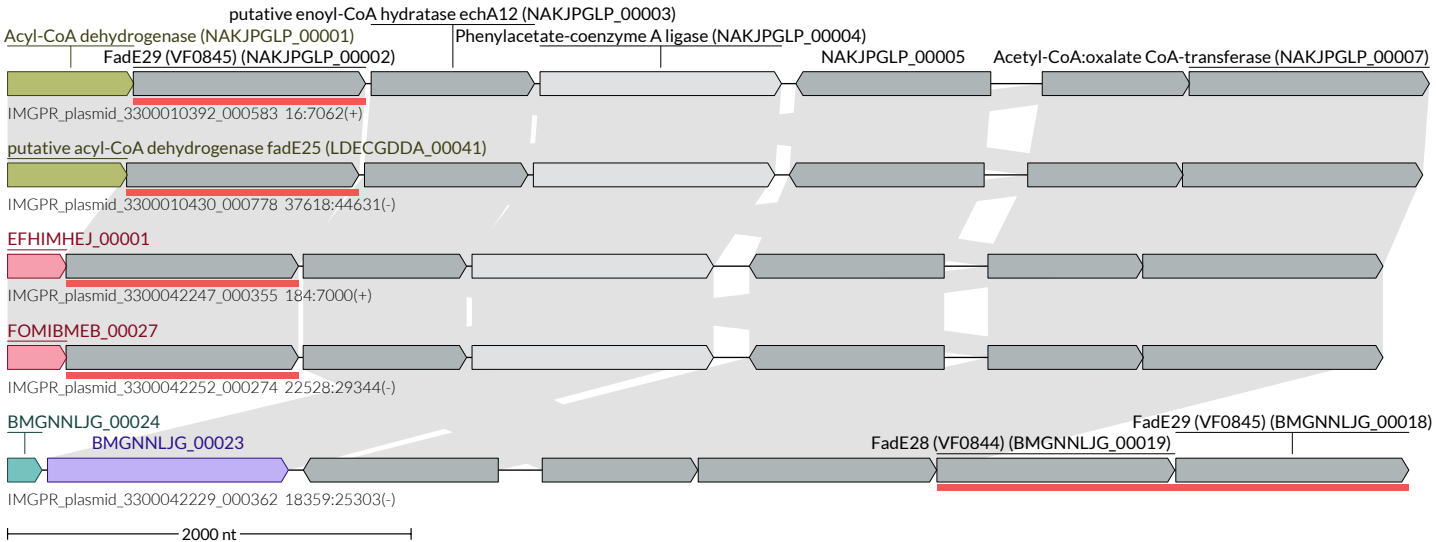 putative enoyl-CoA hydratase echA12 (NAKJPGLP_00003)
Acyl-CoA dehydrogenase (NAKJPGLP_00001)
Phenylacetate-coenzyme A ligase (NAKJPGLP_00004)
FadE29 (VF0845) (NAKJPGLP_00002)
NAKJPGLP_00005
Acetyl-CoA:oxalate CoA-transferase (NAKJPGLP_00007)
IMGPR_plasmid_3300010392_000583 16:7062(+)
putative acyl-CoA dehydrogenase fadE25 (LDECGDDA_00041)
IMGPR_plasmid_3300010430_000778 37618:44631(-)
EFHIMHEJ_00001
IMGPR_plasmid_3300042247_000355 184:7000(+)
FOMIBMEB_00027
IMGPR_plasmid_3300042252_000274 22528:29344(-)
BMGNNLJG_00024
FadE29 (VF0845) (BMGNNLJG_00018)
BMGNNLJG_00023
FadE28 (VF0844) (BMGNNLJG_00019)
IMGPR_plasmid_3300042229_000362 18359:25303(-)
2000 nt